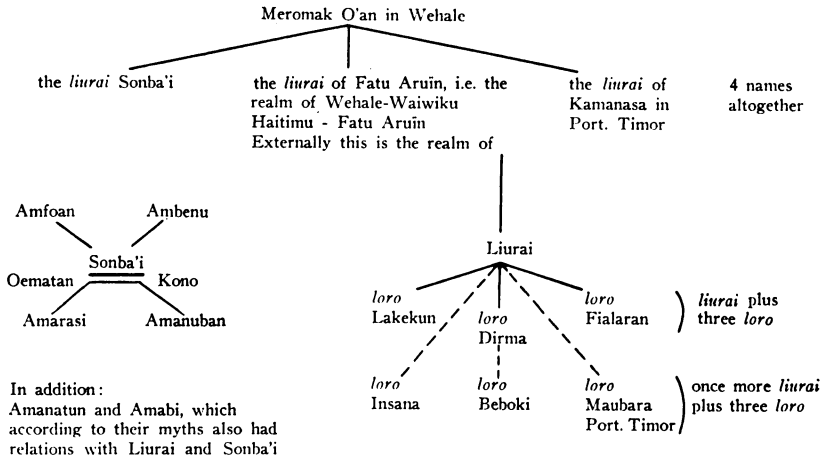 Meromak O'an in Wehale
the liurai Sonba'i
the liurai of Fatu Aruïn, i.e. the
realm of Wehale-Waiwiku
Haitimu - Fatu Aruïn
Externally this is the realm of
the liurai of
Kamanasa in
Port. Timor
4 names
altogether
Amfoan
Ambenu
Sonba'i
Oematan
Kono
Amarasi
Amanuban
In addition:
Amanatun and Amabi, which
according to their myths also had
relations with Liurai and Sonba'i
Liurai
loro
Lakekun
loro
Dirma
loro
Fialaran
liurai plus
three loro
loro
Insana
loro
Beboki
loro
Maubara
Port. Timor
once more liurai
plus three loro